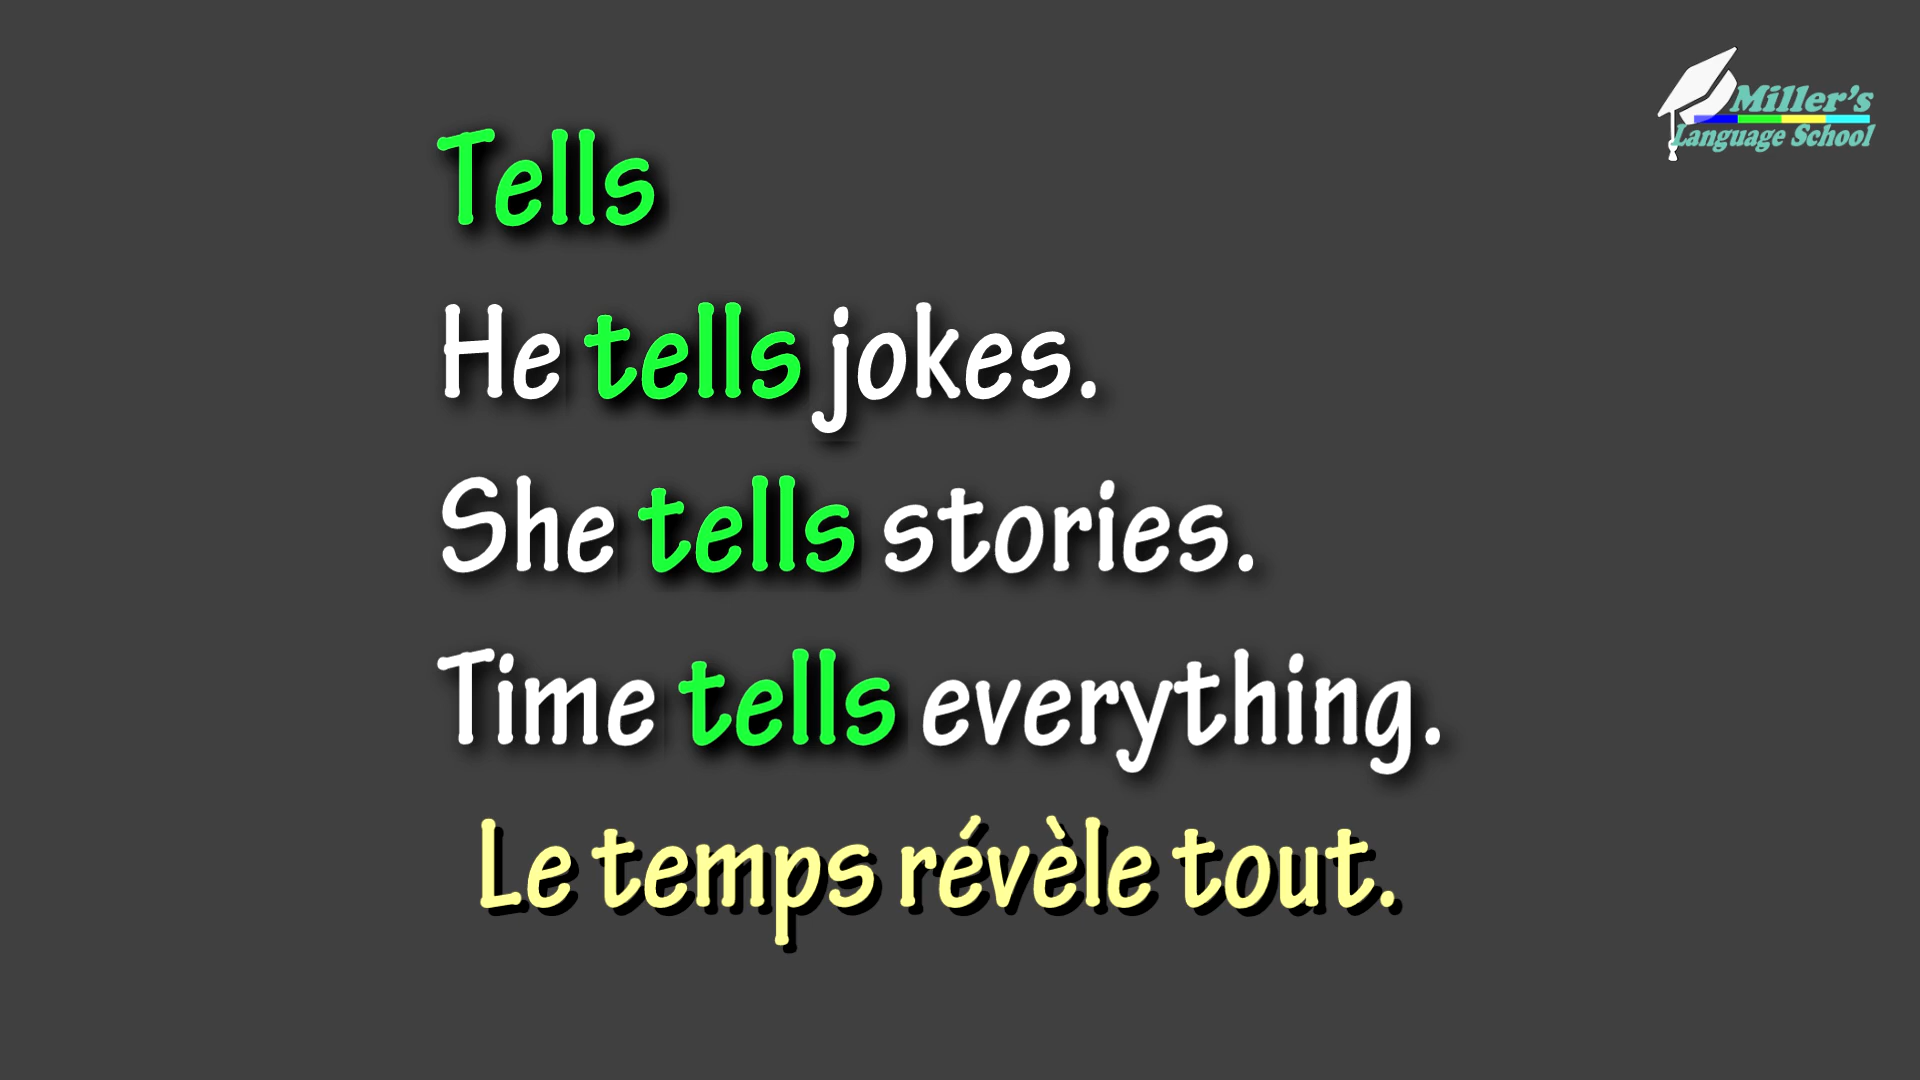 Miller's
Language School
Tells
He tells jokes.
She tells stories.
Time tells everything.
Le temps révèle tout.